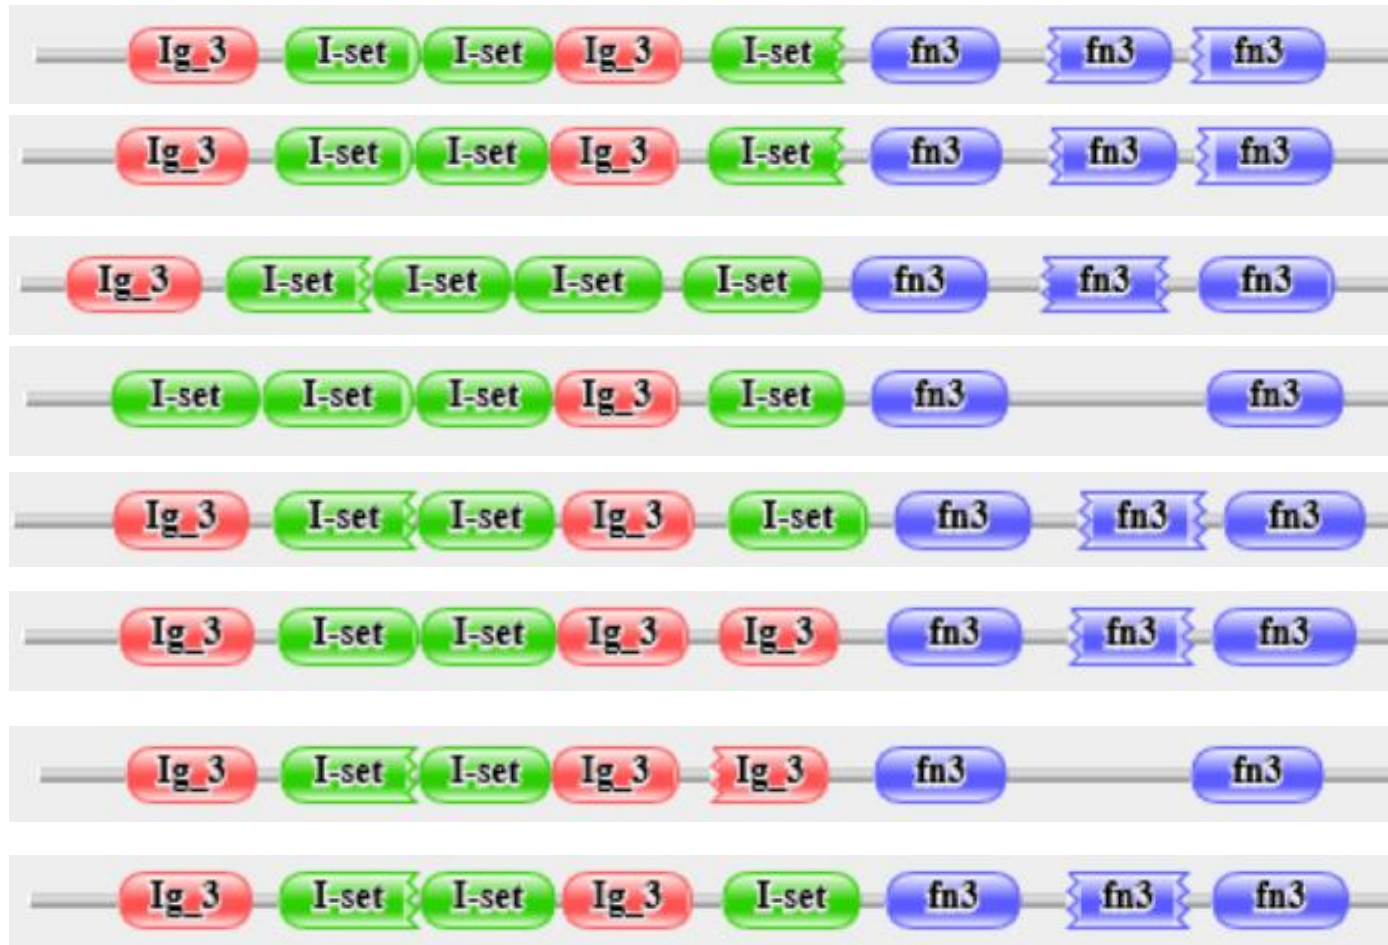 Ig_3 I-set I-set Ig_3 I-set fn3 fn3 fn3
Ig_3 I-set I-set Ig_3 I-set fn3 fn3 fn3
Ig_3 I-set I-set I-set I-set fn3 fn3 fn3
I-set I-set I-set Ig_3 I-set fn3 fn3
Ig_3 I-set I-set Ig_3 I-set fn3 fn3 fn3
Ig_3 I-set I-set Ig_3 Ig_3 fn3 fn3 fn3
Ig_3 I-set I-set Ig_3 Ig_3 fn3 fn3
Ig_3 I-set I-set Ig_3 I-set fn3 fn3 fn3